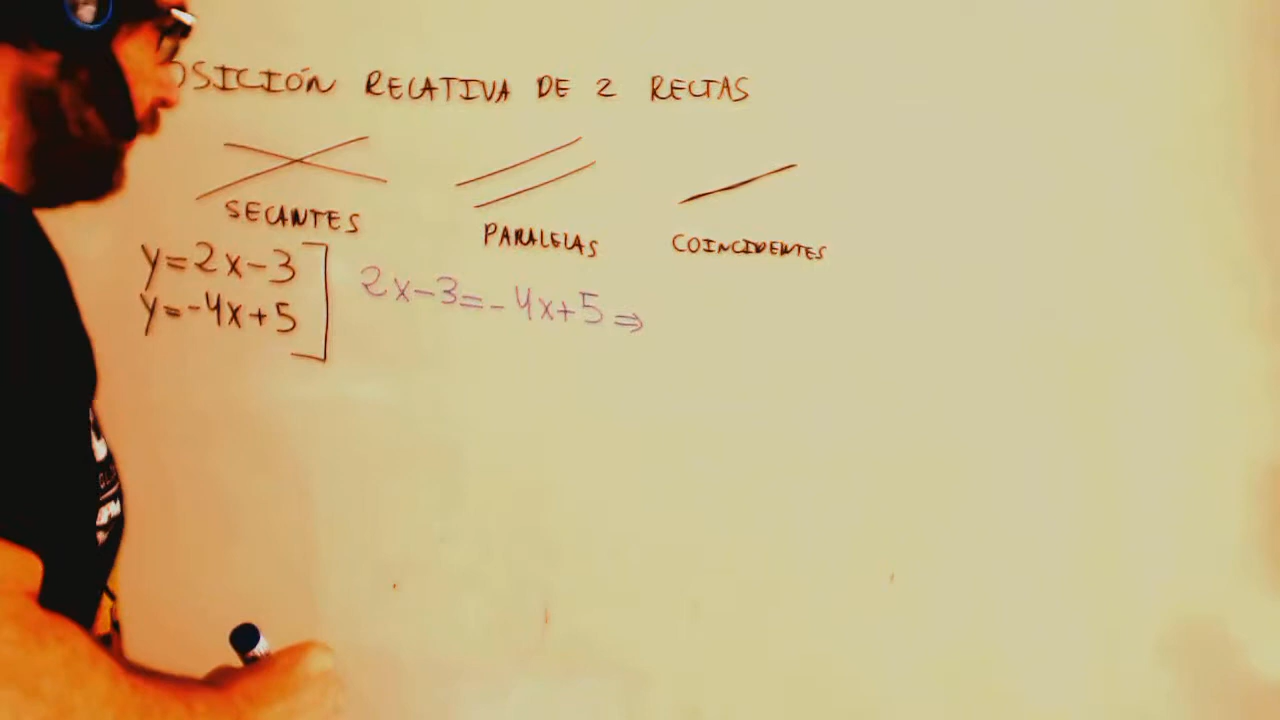 OSICIÓN RELATIVA DE 2 RECTAS
SECANTES
PARALELAS
COINCIDENTES
y=2x-3
y=-4x+5
2x-3=-4x+5⇒